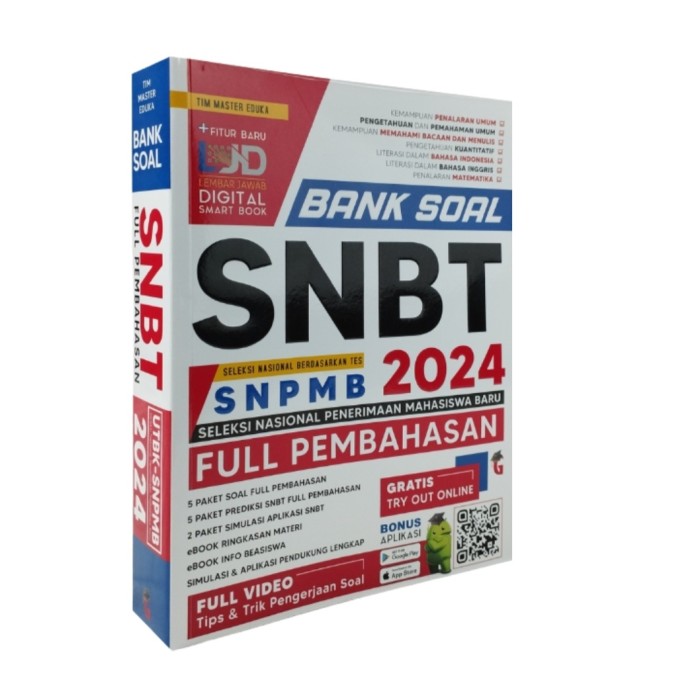 TIM
MASTER
EDUKA
BANK
SOAL
SNBT
FULL PEMBAHASAN
UTBK-SNPMB
2024
TIM MASTER EDUKA
+FITUR BARU
LJD
LEMBAR JAWAB
DIGITAL
SMART BOOK
KEMAMPUAN PENALARAN UMUM
PENGETAHUAN DAN PEMAHAMAN UMUM
KEMAMPUAN MEMAHAMI BACAAN DAN MENULIS
PENGETAHUAN KUANTITATIF
LITERASI DALAM BAHASA INDONESIA
LITERASI DALAM BAHASA INGGRIS
PENALARAN MATEMATIKA
BANK SOAL
SNBT
SELEKSI NASIONAL BERDASARKAN TES
SNPMB 2024
SELEKSI NASIONAL PENERIMAAN MAHASISWA BARU
FULL PEMBAHASAN
5 PAKET SOAL FULL PEMBAHASAN
5 PAKET PREDIKSI SNBT FULL PEMBAHASAN
2 PAKET SIMULASI APLIKASI SNBT
eBOOK RINGKASAN MATERI
eBOOK INFO BEASISWA
SIMULASI & APLIKASI PENDUKUNG LENGKAP
GRATIS
TRY OUT ONLINE
G
BONUS
APLIKASI
Google Play
App Store
FULL VIDEO
Tips & Trik Pengerjaan Soal